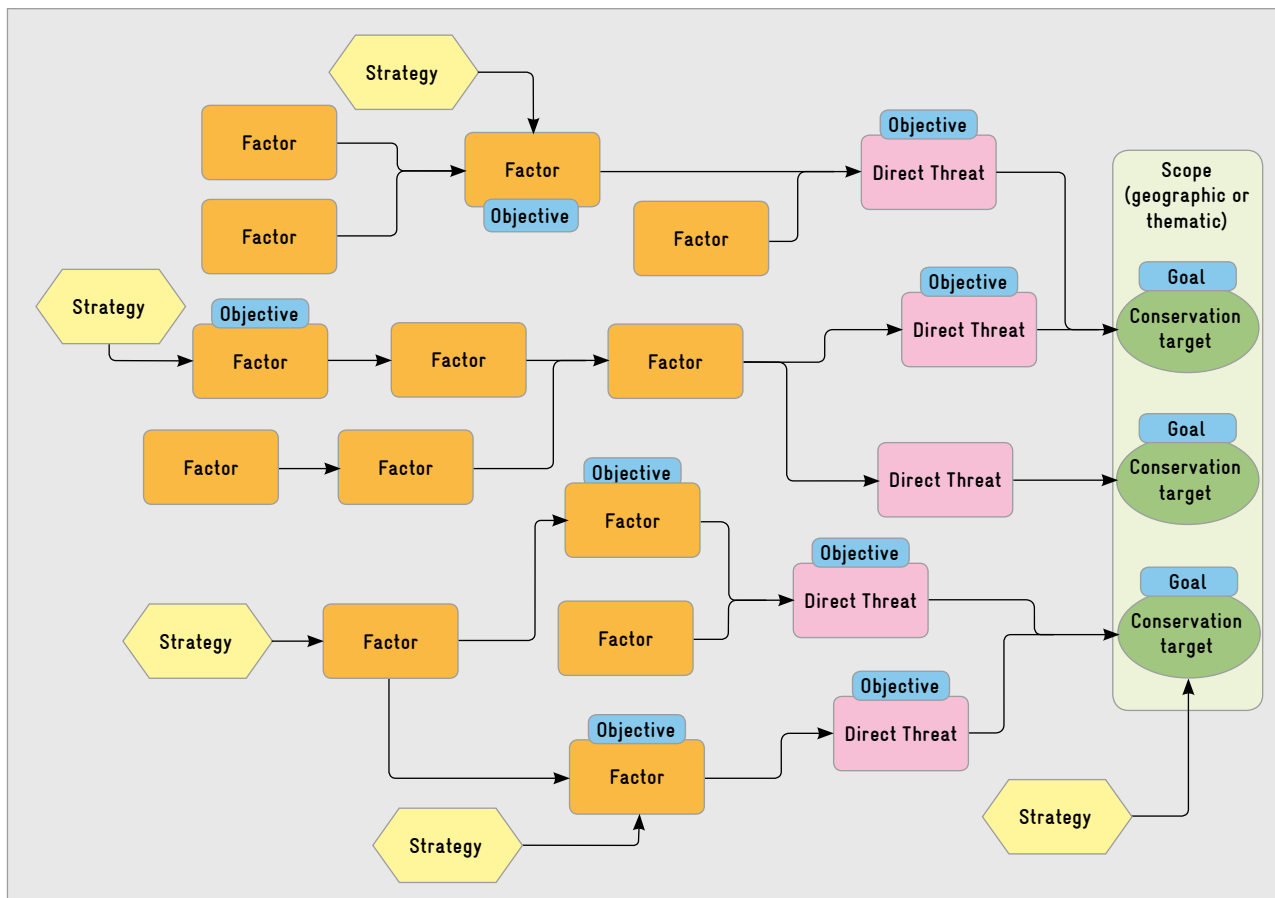 Strategy
Objective
Factor
Factor
Direct Threat
Scope
(geographic or
thematic)
Objective
Factor
Factor
Goal
Strategy
Objective
Objective
Conservation
target
Direct Threat
Factor
Factor
Factor
Goal
Factor
Factor
Objective
Direct Threat
Conservation
target
Factor
Objective
Goal
Direct Threat
Strategy
Factor
Factor
Conservation
target
Objective
Direct Threat
Objective
Factor
Strategy
Strategy